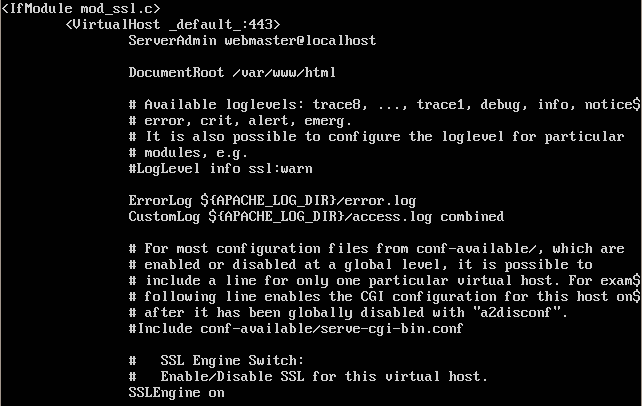 <IfModule mod_ssl.c>
<VirtualHost _default_:443>
ServerAdmin webmaster@localhost
DocumentRoot /var/www/html
# Available loglevels: trace8, ..., trace1, debug, info, notice$
# error, crit, alert, emerg.
# It is also possible to configure the loglevel for particular
# modules, e.g.
#LogLevel info ssl:warn
ErrorLog ${APACHE_LOG_DIR}/error.log
CustomLog ${APACHE_LOG_DIR}/access.log combined
# For most configuration files from conf-available/, which are
# enabled or disabled at a global level, it is possible to
# include a line for only one particular virtual host. For exam$
# following line enables the CGI configuration for this host on$
# after it has been globally disabled with "a2disconf".
#Include conf-available/serve-cgi-bin.conf
#   SSL Engine Switch:
#   Enable/Disable SSL for this virtual host.
SSLEngine on